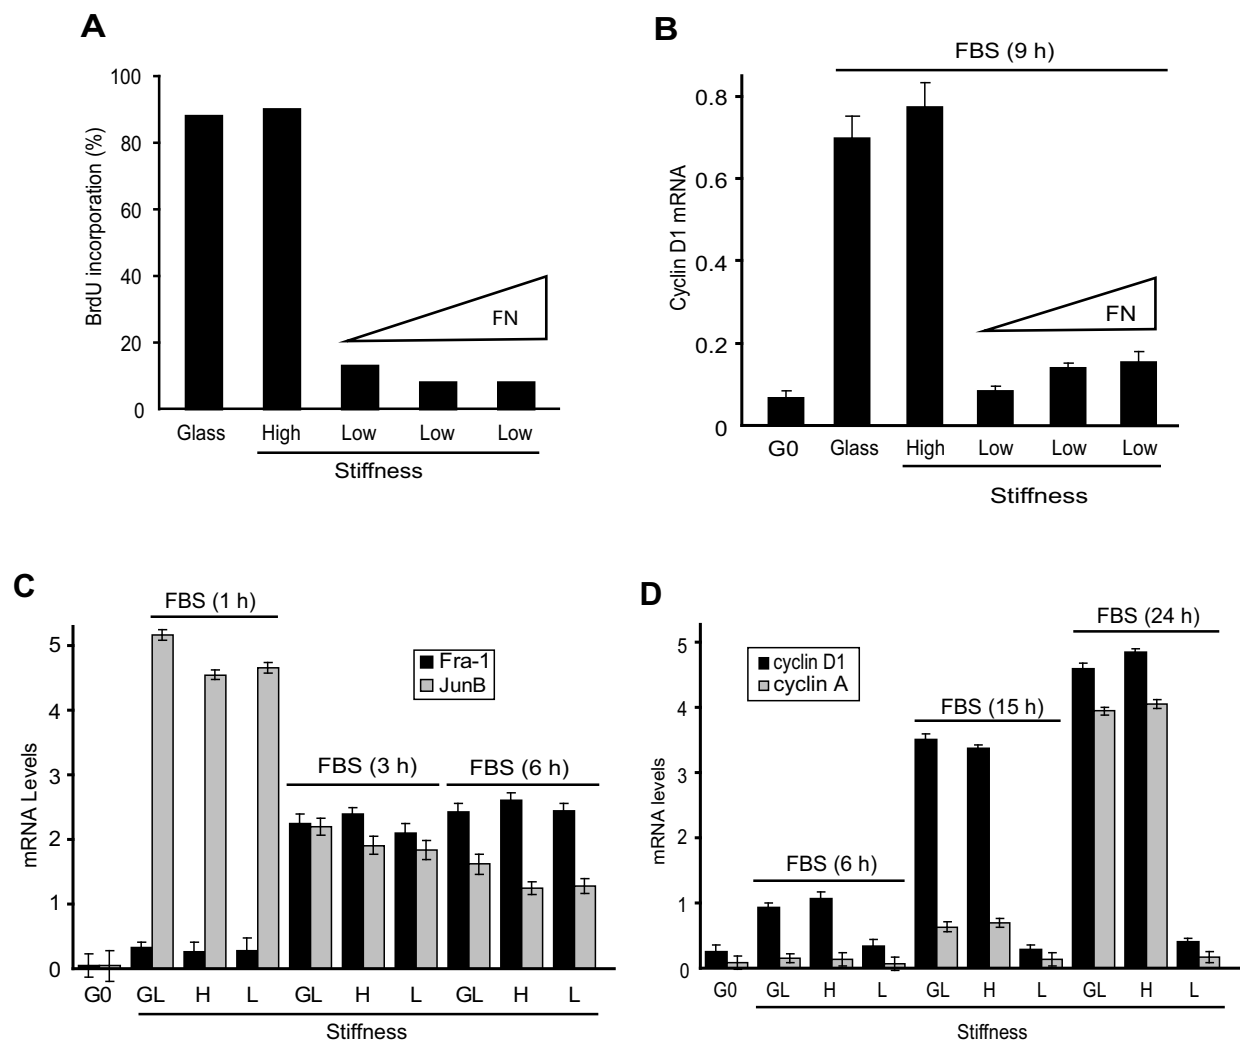 A
BrdU incorporation (%)
100
80
60
40
20
0
FN
Glass High Low Low Low
Stiffness
B
FBS (9 h)
Cyclin D1 mRNA
0.8
0.6
0.4
0.2
0
FN
G0 Glass High Low Low Low
Stiffness
C
FBS (1 h)
mRNA Levels
5
4
3
2
1
0
Fra-1
JunB
FBS (3 h) FBS (6 h)
G0 GL H L GL H L GL H L
Stiffness
D
FBS (24 h)
mRNA levels
5
4
3
2
1
0
cyclin D1
cyclin A
FBS (15 h)
FBS (6 h)
G0 GL H L GL H L GL H L
Stiffness